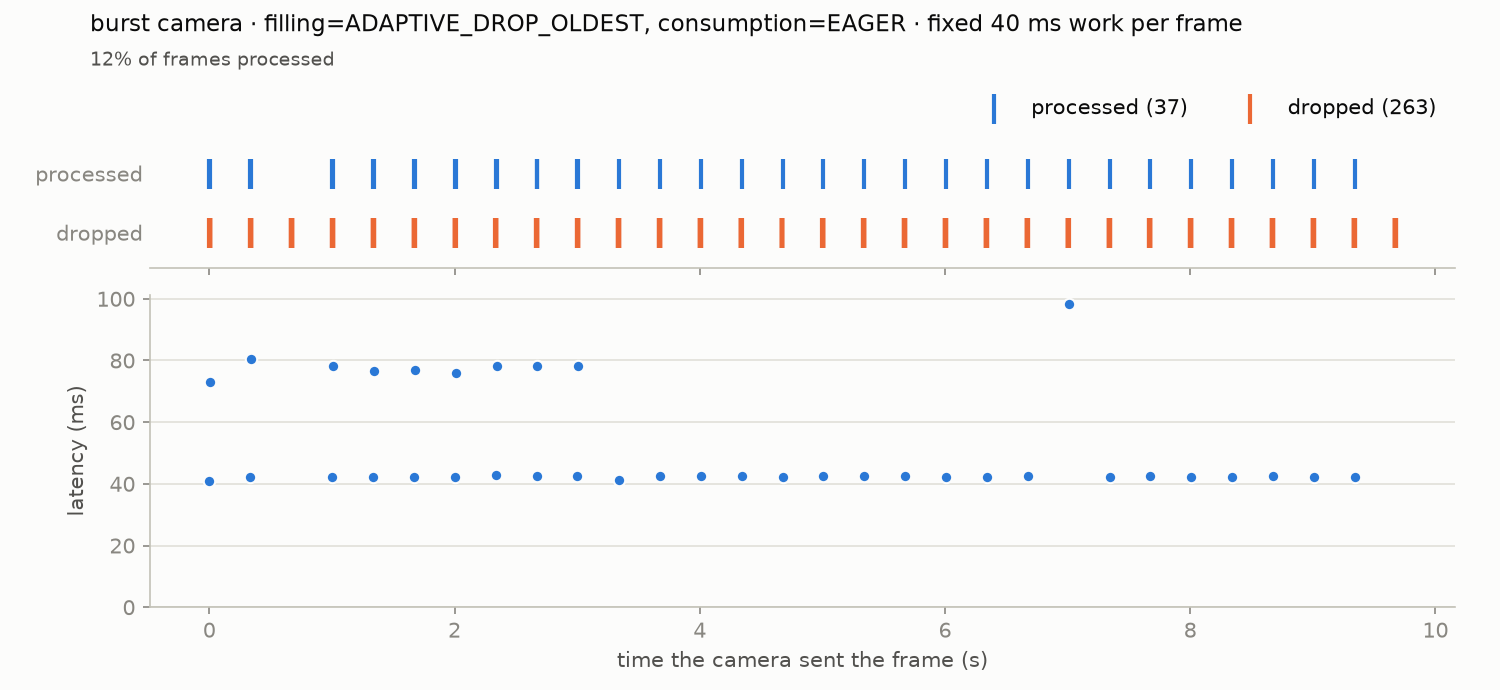 burst camera · filling=ADAPTIVE_DROP_OLDEST, consumption=EAGER · fixed 40 ms work per frame
12% of frames processed
processed (37) dropped (263)
processed
dropped
100
80
60
40
20
0
latency (ms)
0 2 4 6 8 10
time the camera sent the frame (s)